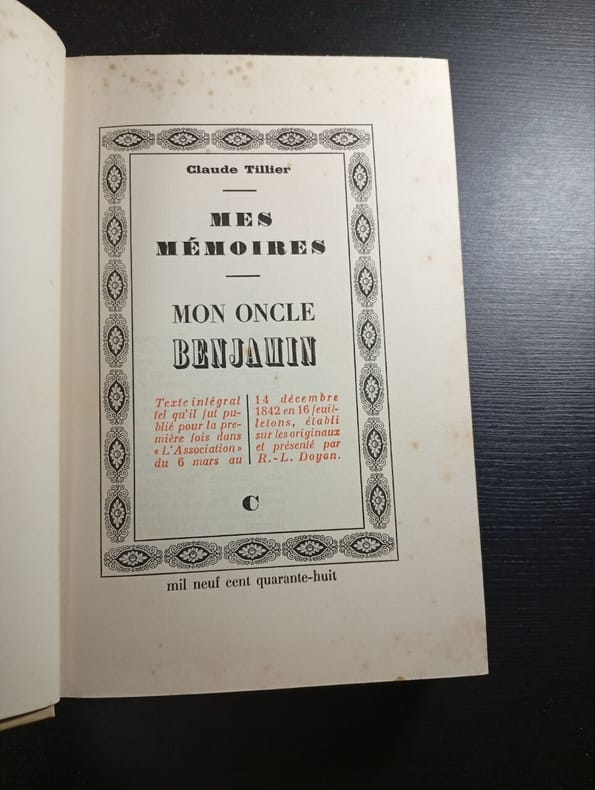 Claude Tillier
MES
MÉMOIRES
MON ONCLE
BENJAMIN
Texte intégral
tel qu'il fut pu-
blié pour la pre-
mière fois dans
« L'Association »
du 6 mars au
14 décembre
1842 en 16 feuil-
letons, établi
sur les originaux
et présenté par
R.-L. Doyon.
C
mil neuf cent quarante-huit